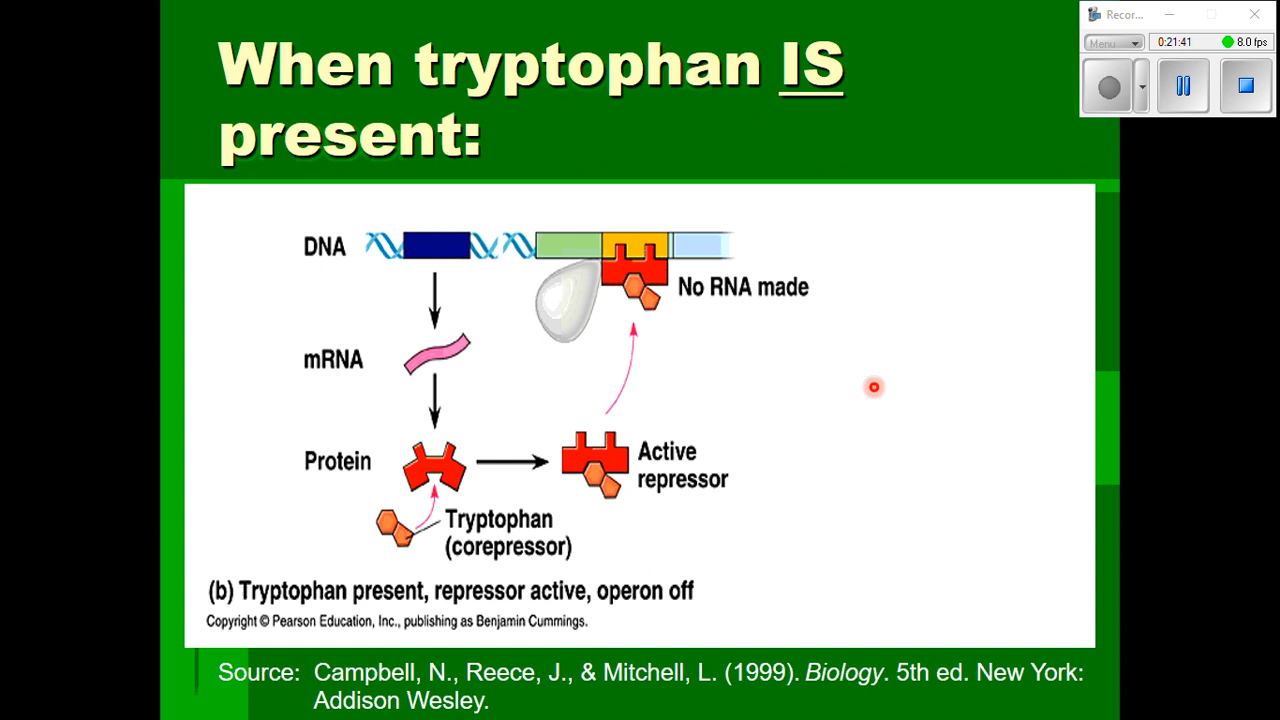 When tryptophan IS
present:
Recor...
Menu
0:21:41
8.0 fps
DNA
No RNA made
mRNA
Protein
Active
repressor
Tryptophan
(corepressor)
(b) Tryptophan present, repressor active, operon off
Copyright © Pearson Education, Inc., publishing as Benjamin Cummings.
Source: Campbell, N., Reece, J., & Mitchell, L. (1999). Biology. 5th ed. New York:
Addison Wesley.